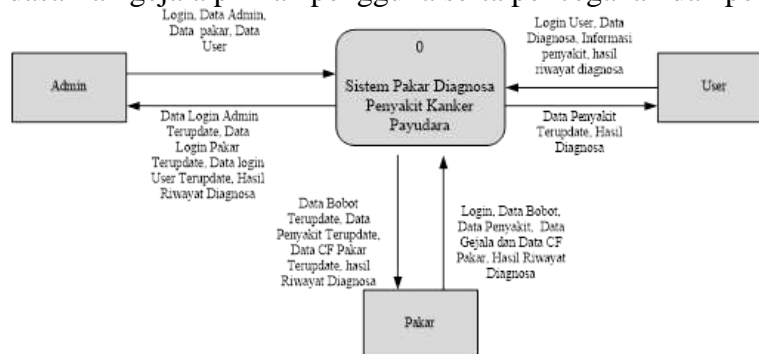 Login, Data Admin,
Data pakar, Data
User
Admin
Data Login Admin
Terupdate, Data
Login Pakar
Terupdate, Data login
User Terupdate, Hasil
Riwayat Diagnosa
0
Sistem Pakar Diagnosa
Penyakit Kanker
Payudara
Login User, Data
Diagnosa, Informasi
penyakit, hasil
riwayat diagnosa
User
Data Penyakit
Terupdate, Hasil
Diagnosa
Data Bobot
Terupdate, Data
Penyakit Terupdate,
Data CF Pakar
Terupdate, hasil
Riwayat Diagnosa
Login, Data Bobot,
Data Penyakit, Data
Gejala dan Data CF
Pakar, Hasil Riwayat
Diagnosa
Pakar